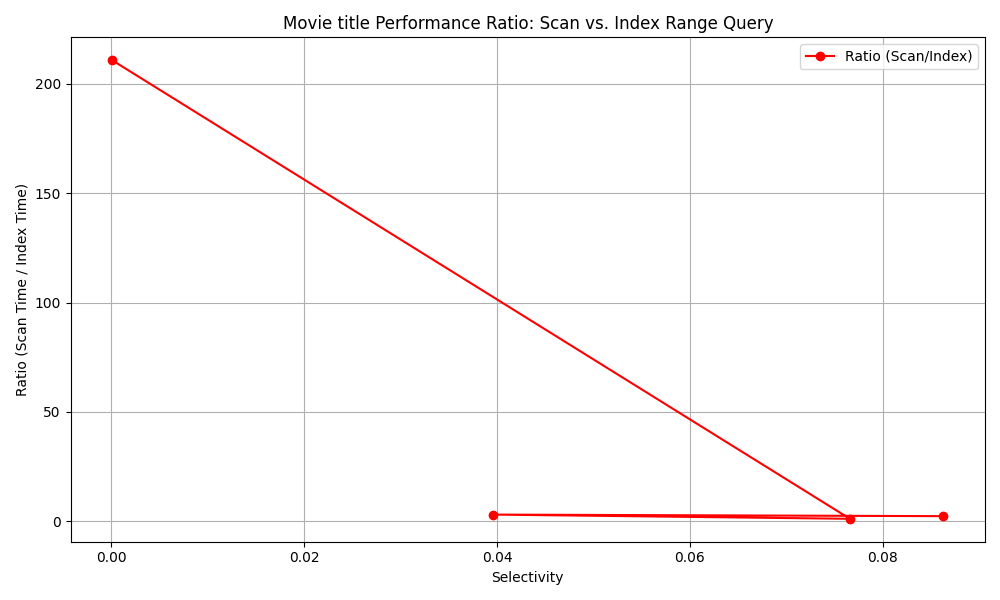 Movie title Performance Ratio: Scan vs. Index Range Query
Ratio (Scan/Index)
Ratio (Scan Time / Index Time)
200
150
100
50
0
0.00
0.02
0.04
0.06
0.08
Selectivity